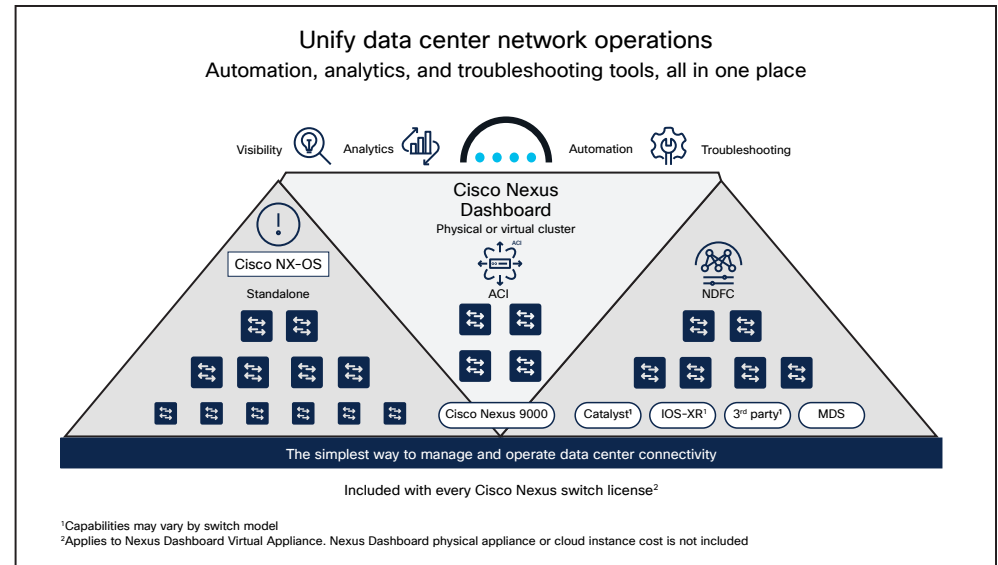 Unify data center network operations
Automation, analytics, and troubleshooting tools, all in one place
Visibility
Analytics
Automation
Troubleshooting
Cisco Nexus
Dashboard
Physical or virtual cluster
Cisco NX-OS
Standalone
ACI
ACI
NDFC
Cisco Nexus 9000
Catalyst¹
IOS-XR¹
3ʳᵈ party¹
MDS
The simplest way to manage and operate data center connectivity
Included with every Cisco Nexus switch license²
¹Capabilities may vary by switch model
²Applies to Nexus Dashboard Virtual Appliance. Nexus Dashboard physical appliance or cloud instance cost is not included